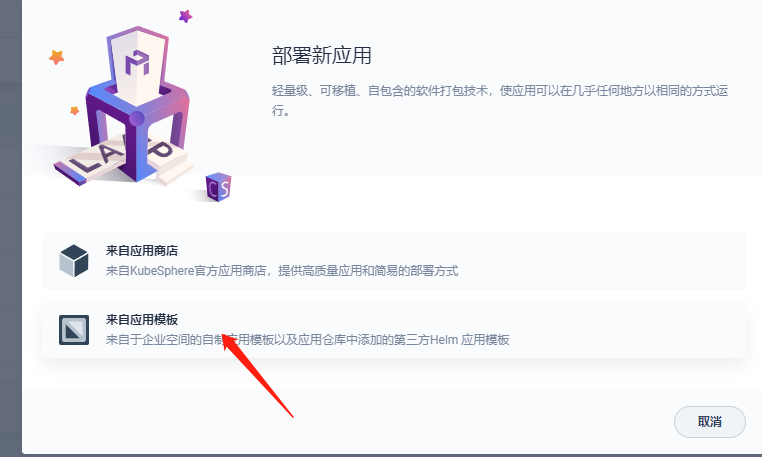 部署新应用
轻量级、可移植、自包含的软件打包技术，使应用可以在几乎任何地方以相同的方式运
行。
LAPP
CS
来自应用商店
来自KubeSphere官方应用商店，提供高质量应用和简易的部署方式
来自应用模板
来自于企业空间的自制应用模板以及应用仓库中添加的第三方Helm 应用模板
取消